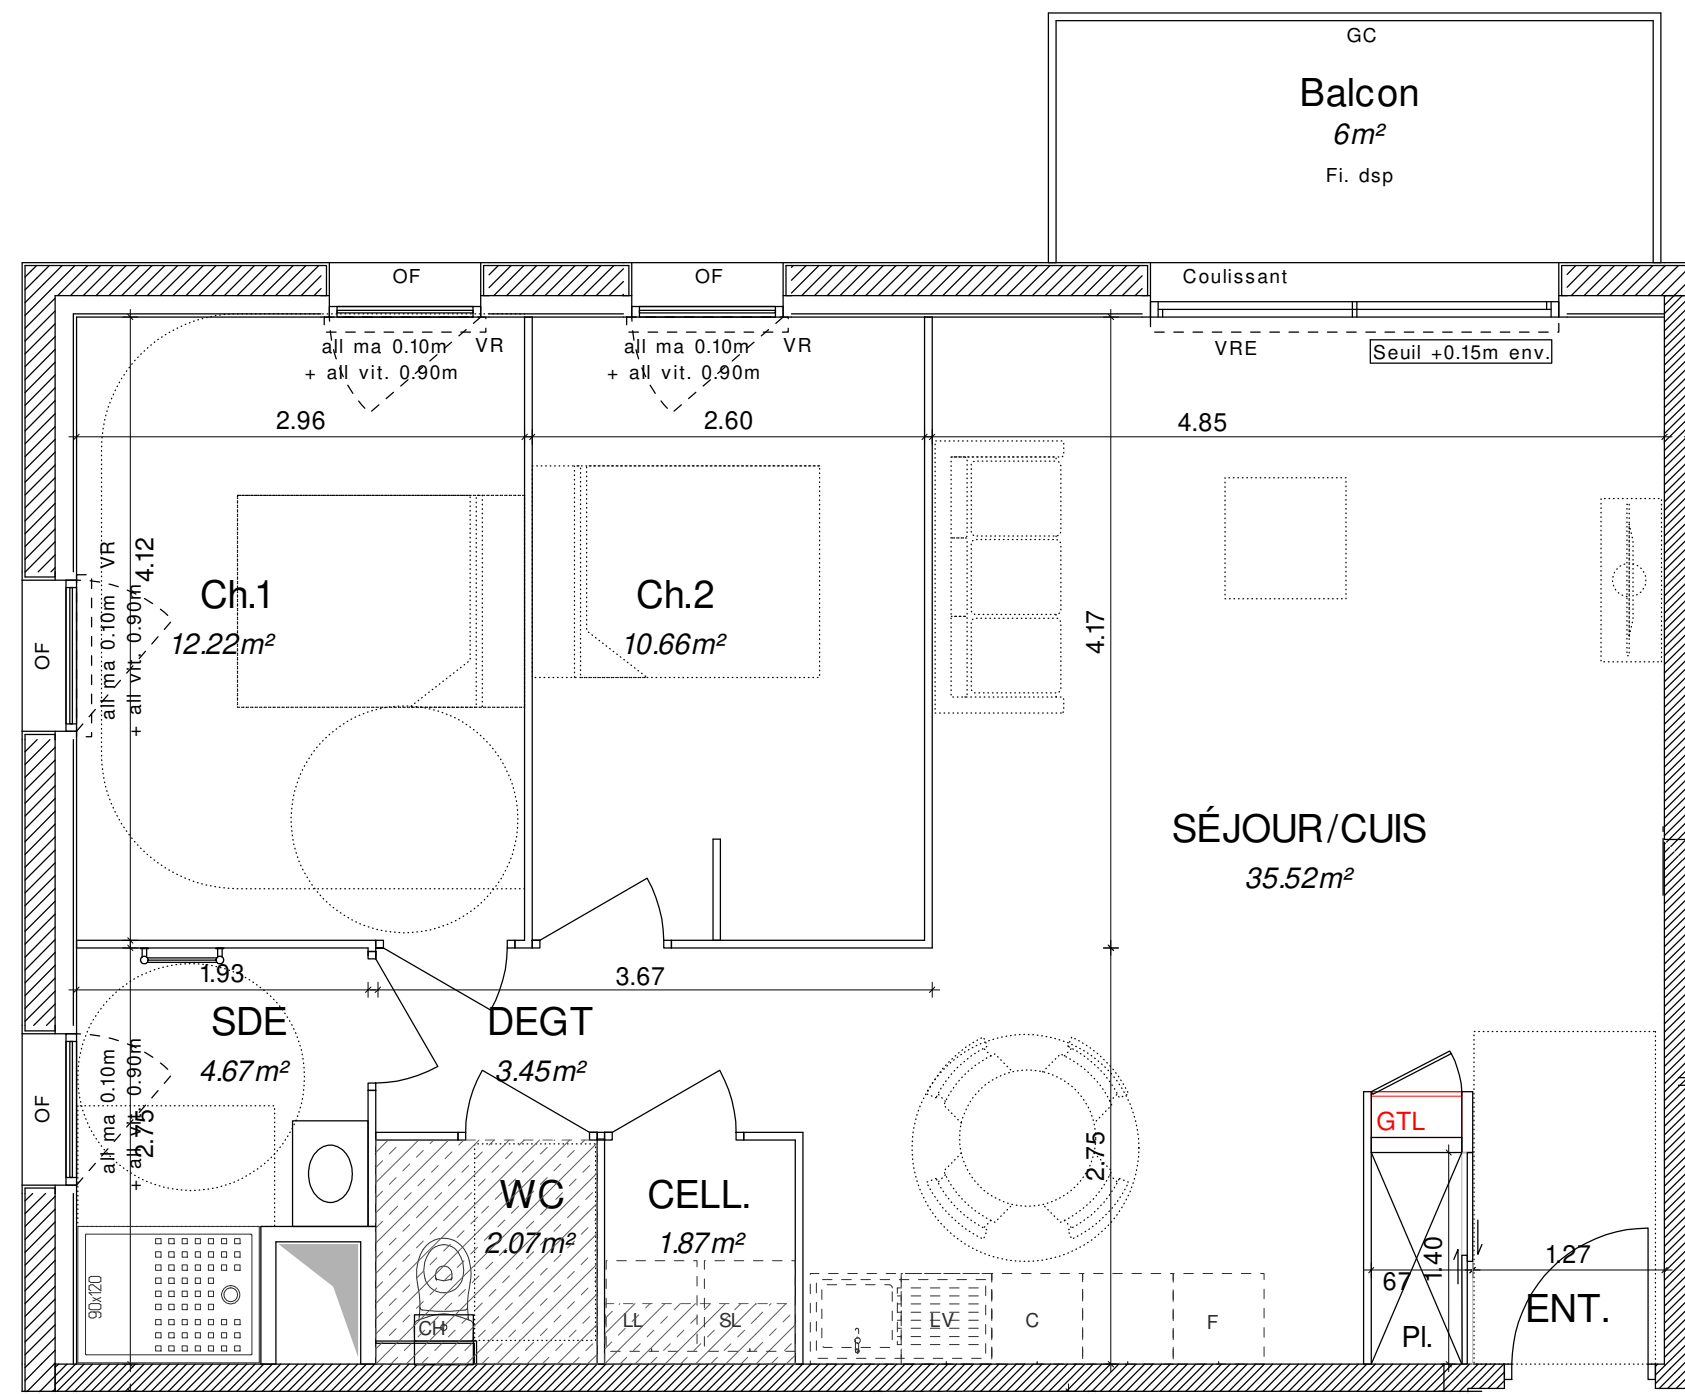 GC
Balcon
6m²
Fi. dsp
OF
OF
Coulissant
all ma 0.10m
+ all vit. 0.90m
VR
all ma 0.10m
+ all vit. 0.90m
VR
VRE
Seuil +0.15m env.
2.96
2.60
4.85
OF
all ma 0.10m
+ all vit. 0.90m
VR
4.12
Ch.1
12.22m²
Ch.2
10.66m²
4.17
SÉJOUR/CUIS
35.52m²
1.93
3.67
SDE
4.67m²
DEGT
3.45m²
OF
all ma 0.10m
+ all vit. 0.90m
2.75
2.75
GTL
WC
2.07m²
CELL.
1.87m²
90x120
CH
LL
SL
LV
C
F
67
1.40
Pl.
1.27
ENT.